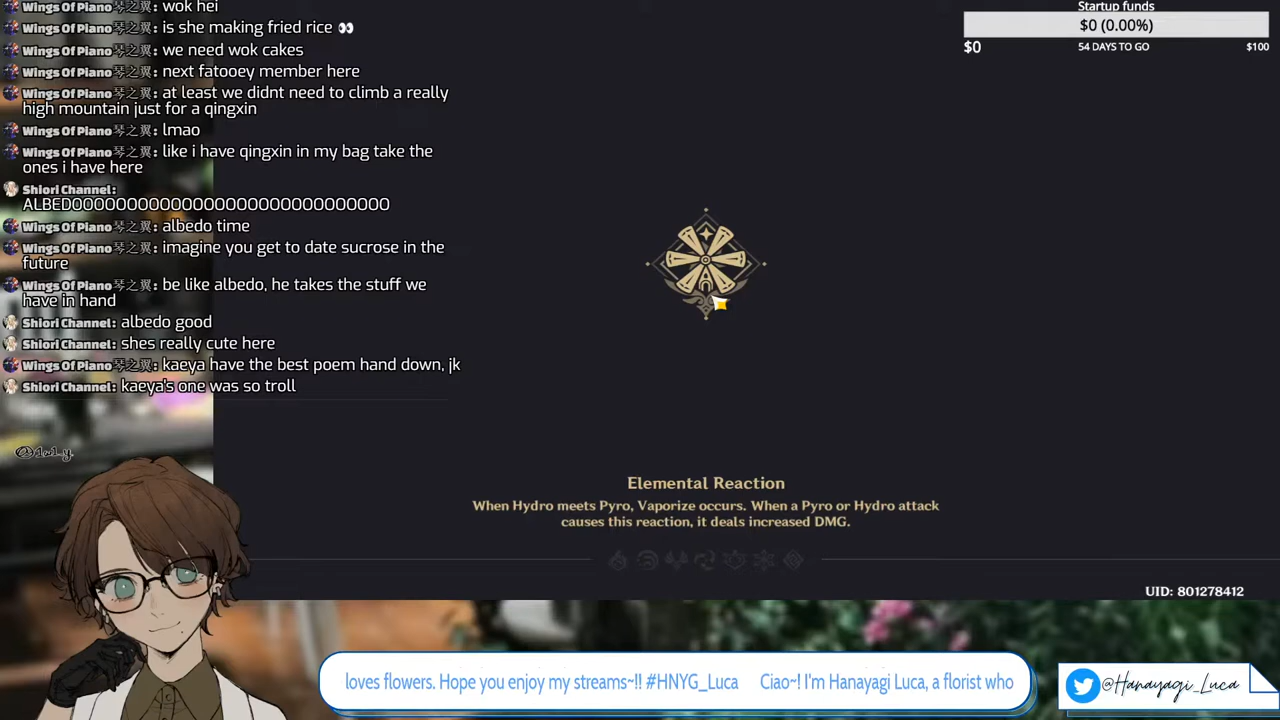 Wings Of Piano琴之翼: wok hei
Wings Of Piano琴之翼: is she making fried rice 👀
Wings Of Piano琴之翼: we need wok cakes
Wings Of Piano琴之翼: next fatooey member here
Wings Of Piano琴之翼: at least we didnt need to climb a really
high mountain just for a qingxin
Wings Of Piano琴之翼: lmao
Wings Of Piano琴之翼: like i have qingxin in my bag take the
ones i have here
Shiori Channel:
ALBEDOOOOOOOOOOOOOOOOOOOOOOOOOOOOO
Wings Of Piano琴之翼: albedo time
Wings Of Piano琴之翼: imagine you get to date sucrose in the
future
Wings Of Piano琴之翼: be like albedo, he takes the stuff we
have in hand
Shiori Channel: albedo good
Shiori Channel: shes really cute here
Wings Of Piano琴之翼: kaeya have the best poem hand down, jk
Shiori Channel: kaeya's one was so troll
Startup funds
$0 (0.00%)
$0 54 DAYS TO GO $100
Elemental Reaction
When Hydro meets Pyro, Vaporize occurs. When a Pyro or Hydro attack
causes this reaction, it deals increased DMG.
UID: 801278412
loves flowers. Hope you enjoy my streams~!! #HNYG_Luca Ciao~! I'm Hanayagi Luca, a florist who
@Hanayagi_Luca